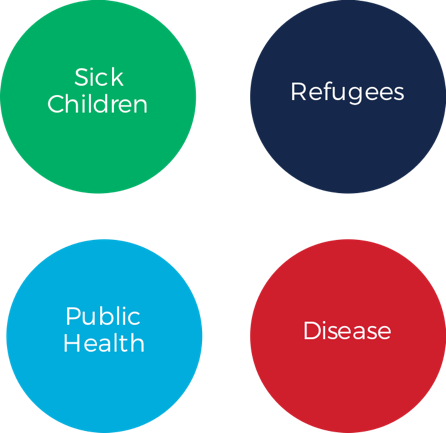 Sick
Children
Refugees
Public
Health
Disease